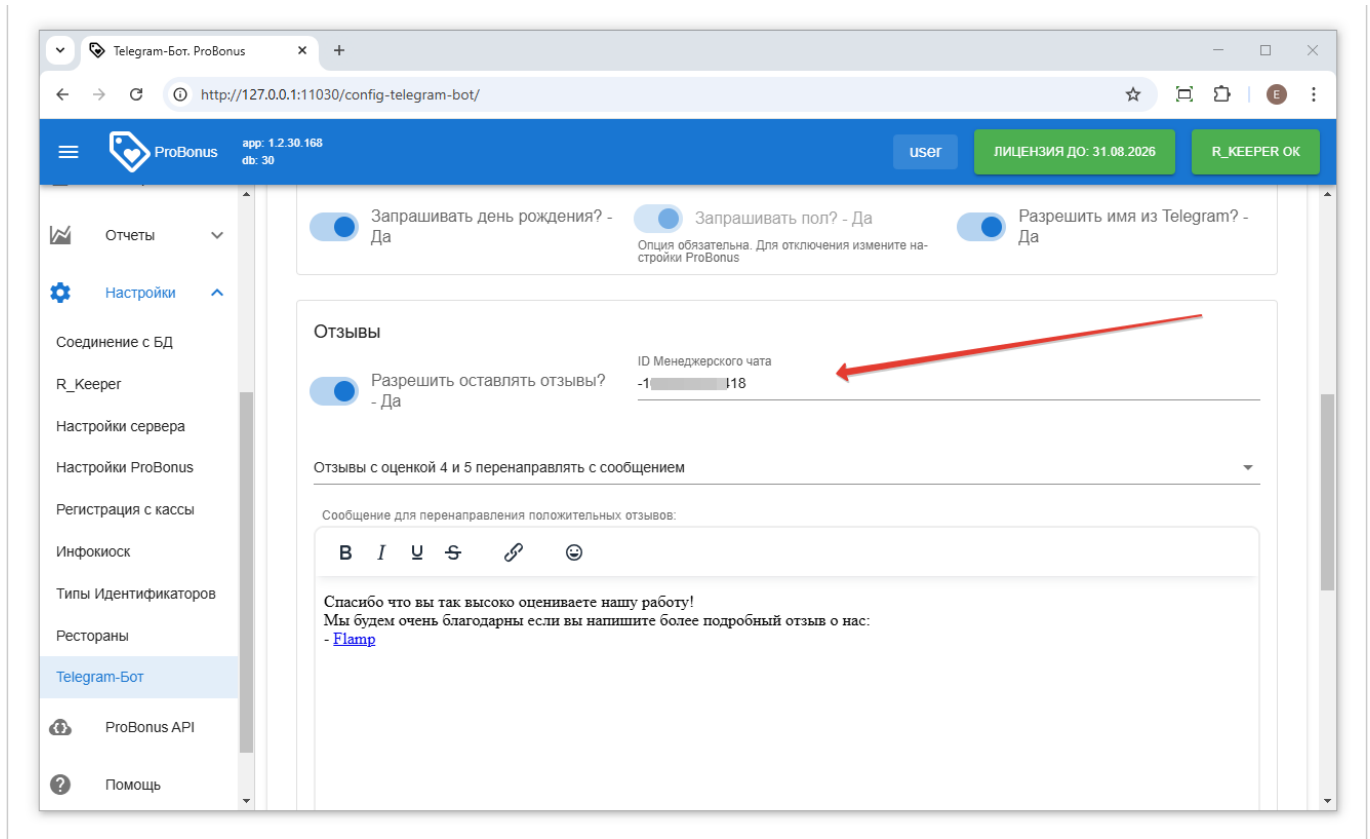 Telegram-Бот. ProBonus
http://127.0.0.1:11030/config-telegram-bot/
E
ProBonus
app: 1.2.30.168
db: 30
user
ЛИЦЕНЗИЯ ДО: 31.08.2026
R_KEEPER OK
Отчеты
Настройки
Соединение с БД
R_Keeper
Настройки сервера
Настройки ProBonus
Регистрация с кассы
Инфокиоск
Типы Идентификаторов
Рестораны
Telegram-Бот
ProBonus API
Помощь
Запрашивать день рождения? -
Да
Запрашивать пол? - Да
Опция обязательна. Для отключения измените на-
стройки ProBonus
Разрешить имя из Telegram? -
Да
Отзывы
Разрешить оставлять отзывы?
- Да
ID Менеджерского чата
-1 418
Отзывы с оценкой 4 и 5 перенаправлять с сообщением
Сообщение для перенаправления положительных отзывов:
B I U S
Спасибо что вы так высоко оцениваете нашу работу!
Мы будем очень благодарны если вы напишите более подробный отзыв о нас:
- Flamp